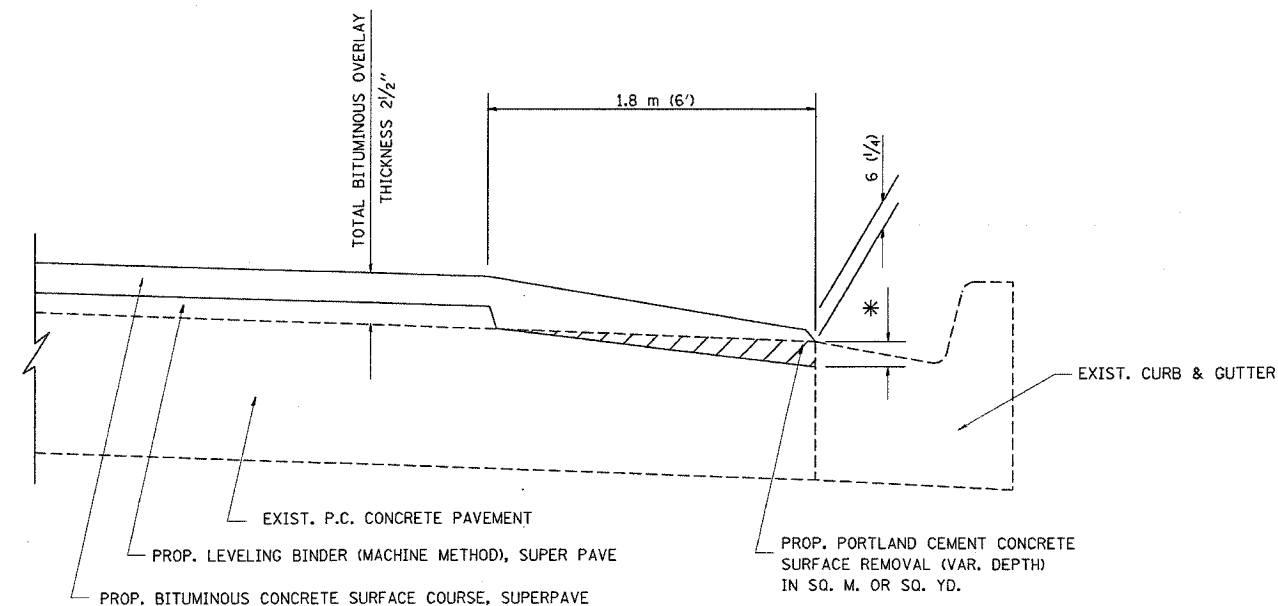 TOTAL BITUMINOUS OVERLAY
THICKNESS 2 1/2"
1.8 m (6')
6 (1/4)
*
EXIST. CURB & GUTTER
EXIST. P.C. CONCRETE PAVEMENT
PROP. LEVELING BINDER (MACHINE METHOD), SUPER PAVE
PROP. BITUMINOUS CONCRETE SURFACE COURSE, SUPERPAVE
PROP. PORTLAND CEMENT CONCRETE
SURFACE REMOVAL (VAR. DEPTH)
IN SQ. M. OR SQ. YD.